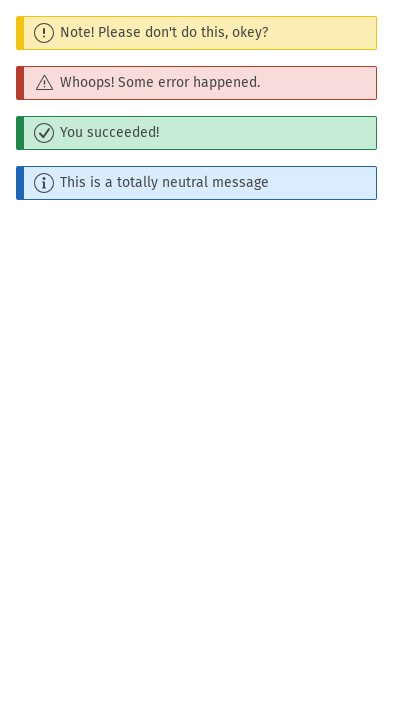 Note! Please don't do this, okey?
Whoops! Some error happened.
You succeeded!
This is a totally neutral message